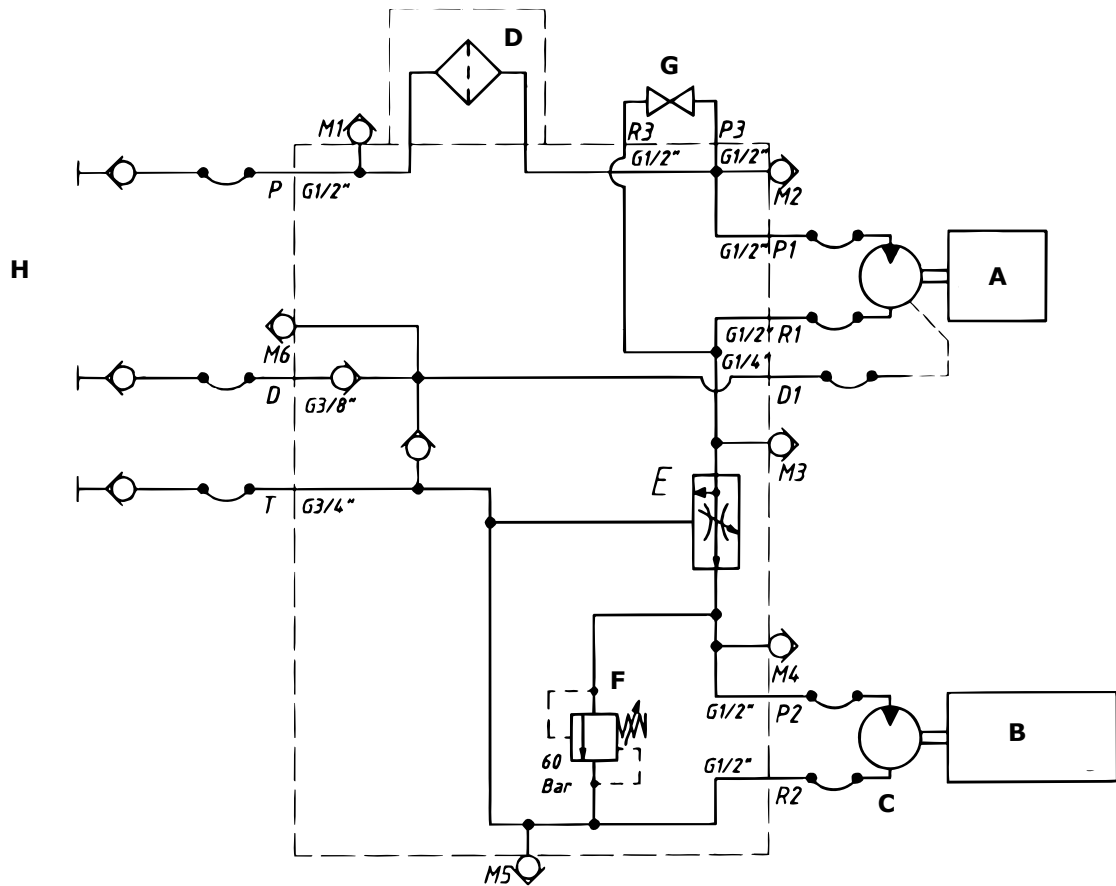 D
G
M1
R3
P3
G1/2"
G1/2"
P
G1/2"
M2
G1/2"
P1
A
H
M6
G1/2"
R1
G1/4"
D
G3/8"
D1
M3
E
T
G3/4"
F
M4
G1/2"
P2
B
60
Bar
G1/2"
R2
C
M5